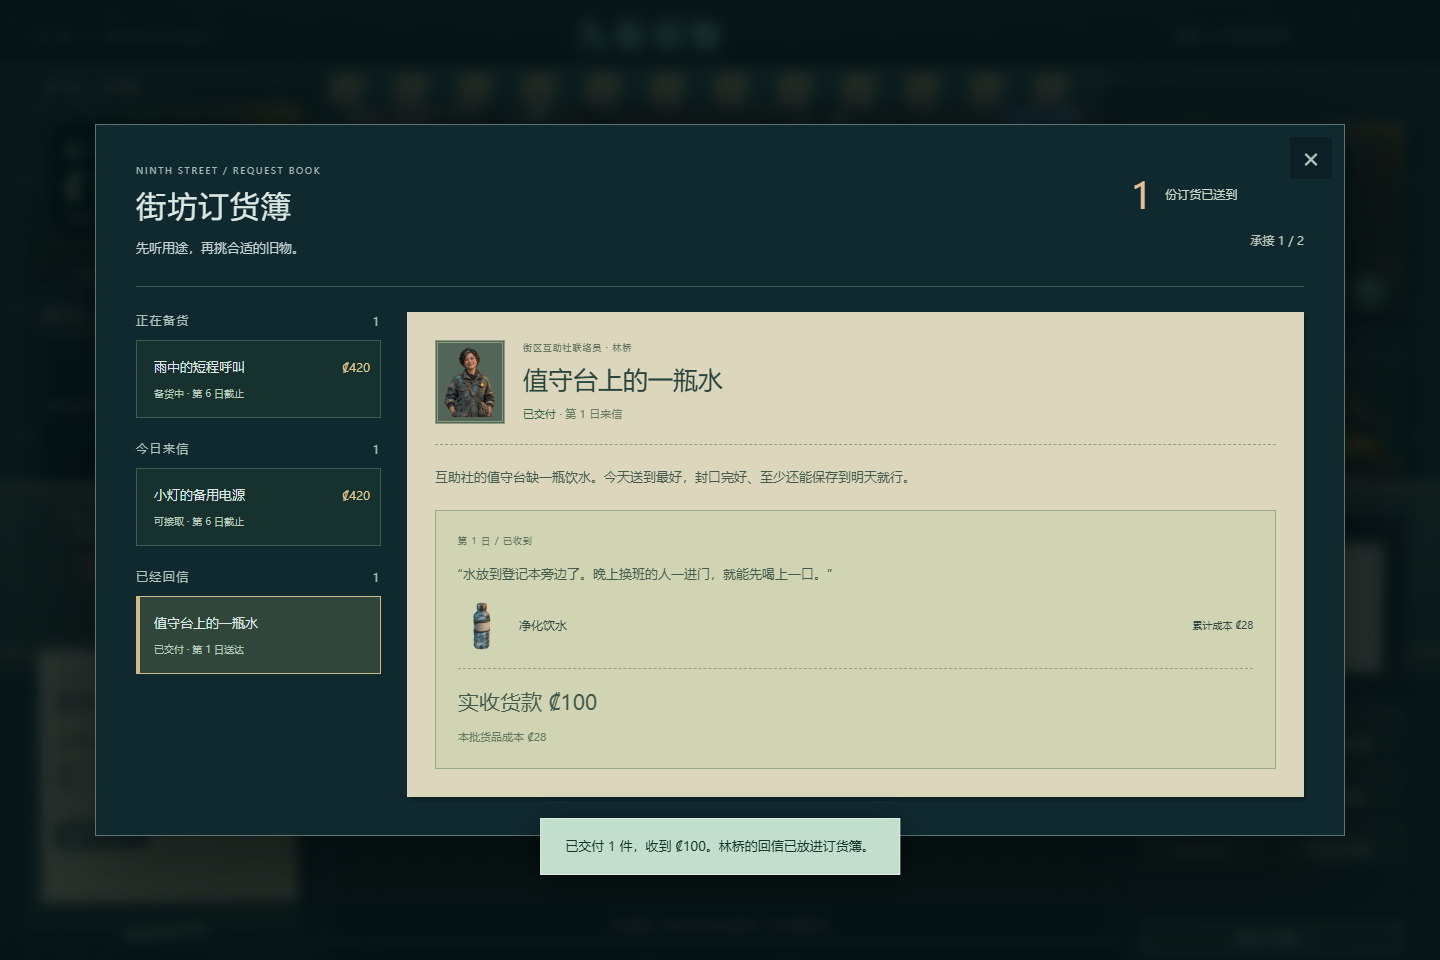 NINTH STREET / REQUEST BOOK
街坊订货簿
先听用途，再挑合适的旧物。
1 份订货已送到
承接 1 / 2
正在备货 1
雨中的短程呼叫 ₡420
备货中 · 第 6 日截止
今日来信 1
小灯的备用电源 ₡420
可接取 · 第 6 日截止
已经回信 1
值守台上的一瓶水
已交付 · 第 1 日送达
街区互助社联络员 · 林桥
值守台上的一瓶水
已交付 · 第 1 日来信
互助社的值守台缺一瓶饮水。今天送到最好，封口完好、至少还能保存到明天就行。
第 1 日 / 已收到
“水放到登记本旁边了。晚上换班的人一进门，就能先喝上一口。”
净化饮水 累计成本 ₡28
实收货款 ₡100
本批货品成本 ₡28
已交付 1 件，收到 ₡100。林桥的回信已放进订货簿。